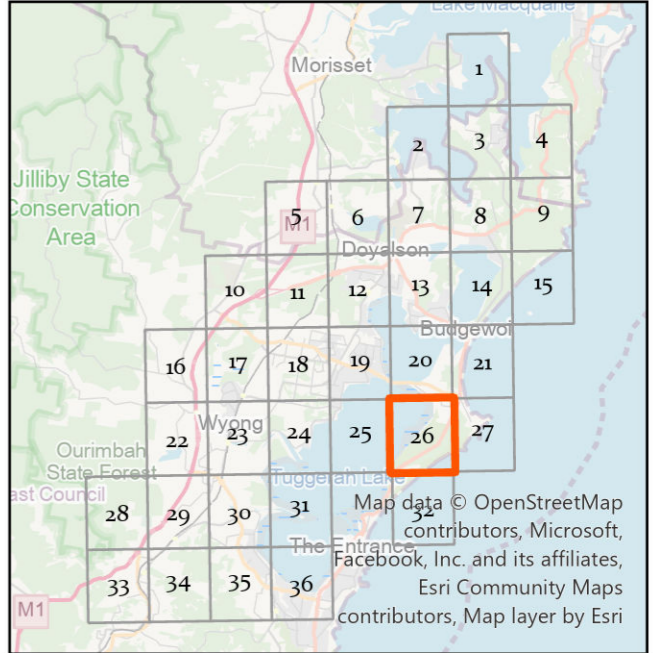 Lake Macquarie
Morisset
1
2
3
4
Jilliby State
Conservation
Area
5
M1
6
7
8
9
Doyalson
10
11
12
13
14
15
Budgewoi
16
17
18
19
20
21
Wyong
22
23
24
25
26
27
Ourimbah
State Forest
ast Council
Tuggerah Lake
28
29
30
31
32
The Entrance
Map data © OpenStreetMap
contributors, Microsoft,
Facebook, Inc. and its affiliates,
Esri Community Maps
contributors, Map layer by Esri
33
34
35
36
M1